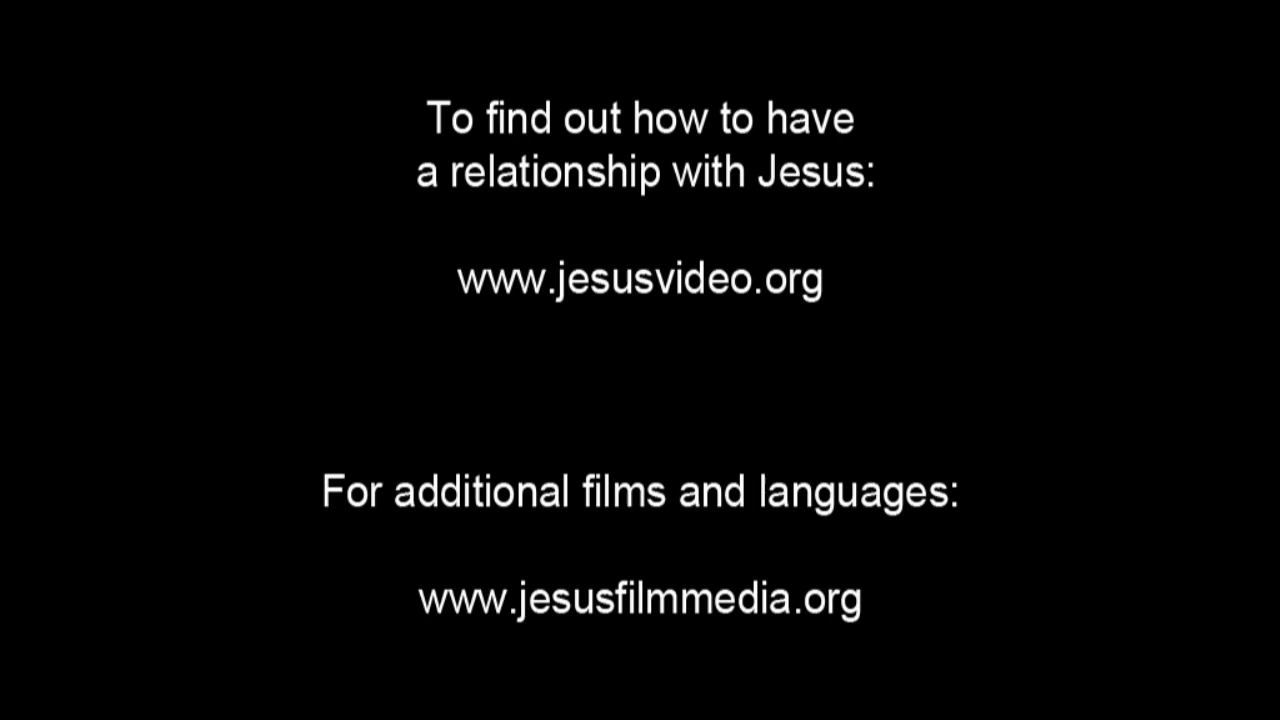 To find out how to have
a relationship with Jesus:
www.jesusvideo.org
For additional films and languages:
www.jesusfilmmedia.org